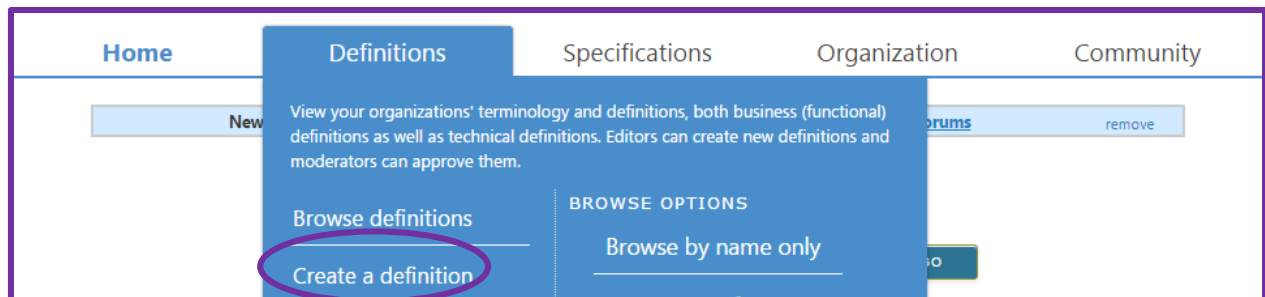 Home Definitions Specifications Organization Community
View your organizations' terminology and definitions, both business (functional)
definitions as well as technical definitions. Editors can create new definitions and
moderators can approve them.
New
remove
Browse definitions
Create a definition
BROWSE OPTIONS
Browse by name only